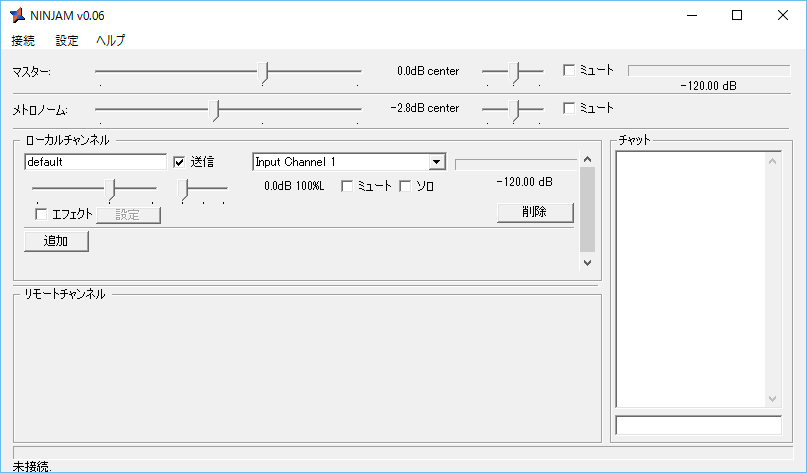 NINJAM v0.06
接続 設定 ヘルプ
マスター: 0.0dB center ミュート
-120.00 dB
メトロノーム: -2.8dB center ミュート
ローカルチャンネル
default 送信 Input Channel 1
0.0dB 100%L ミュート ソロ -120.00 dB
エフェクト 設定 削除
追加
チャット
リモートチャンネル
未接続.